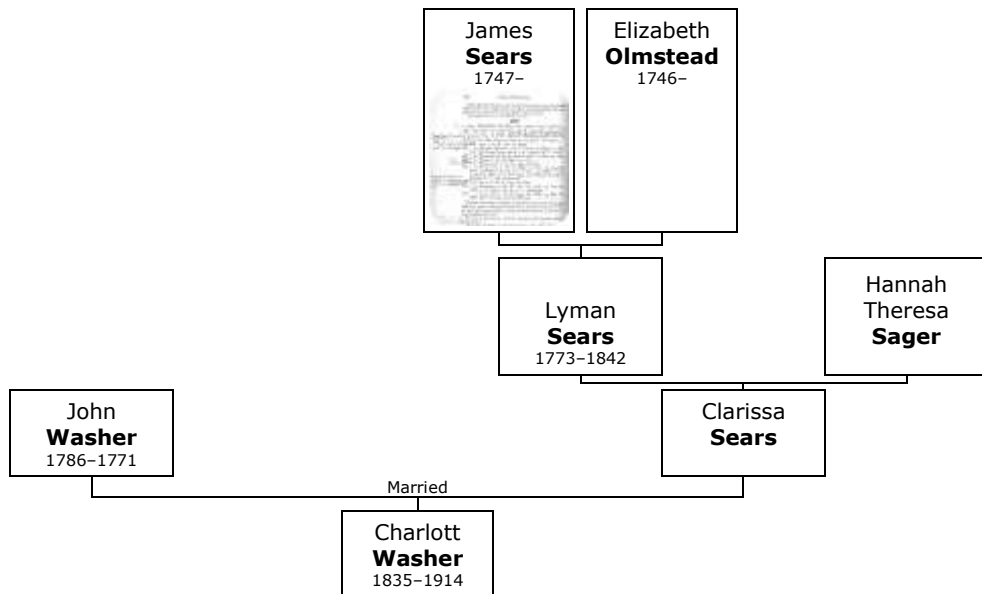 James
Sears
1747–
Elizabeth
Olmstead
1746–
Lyman
Sears
1773–1842
Hannah
Theresa
Sager
John
Washer
1786–1771
Clarissa
Sears
Married
Charlott
Washer
1835–1914